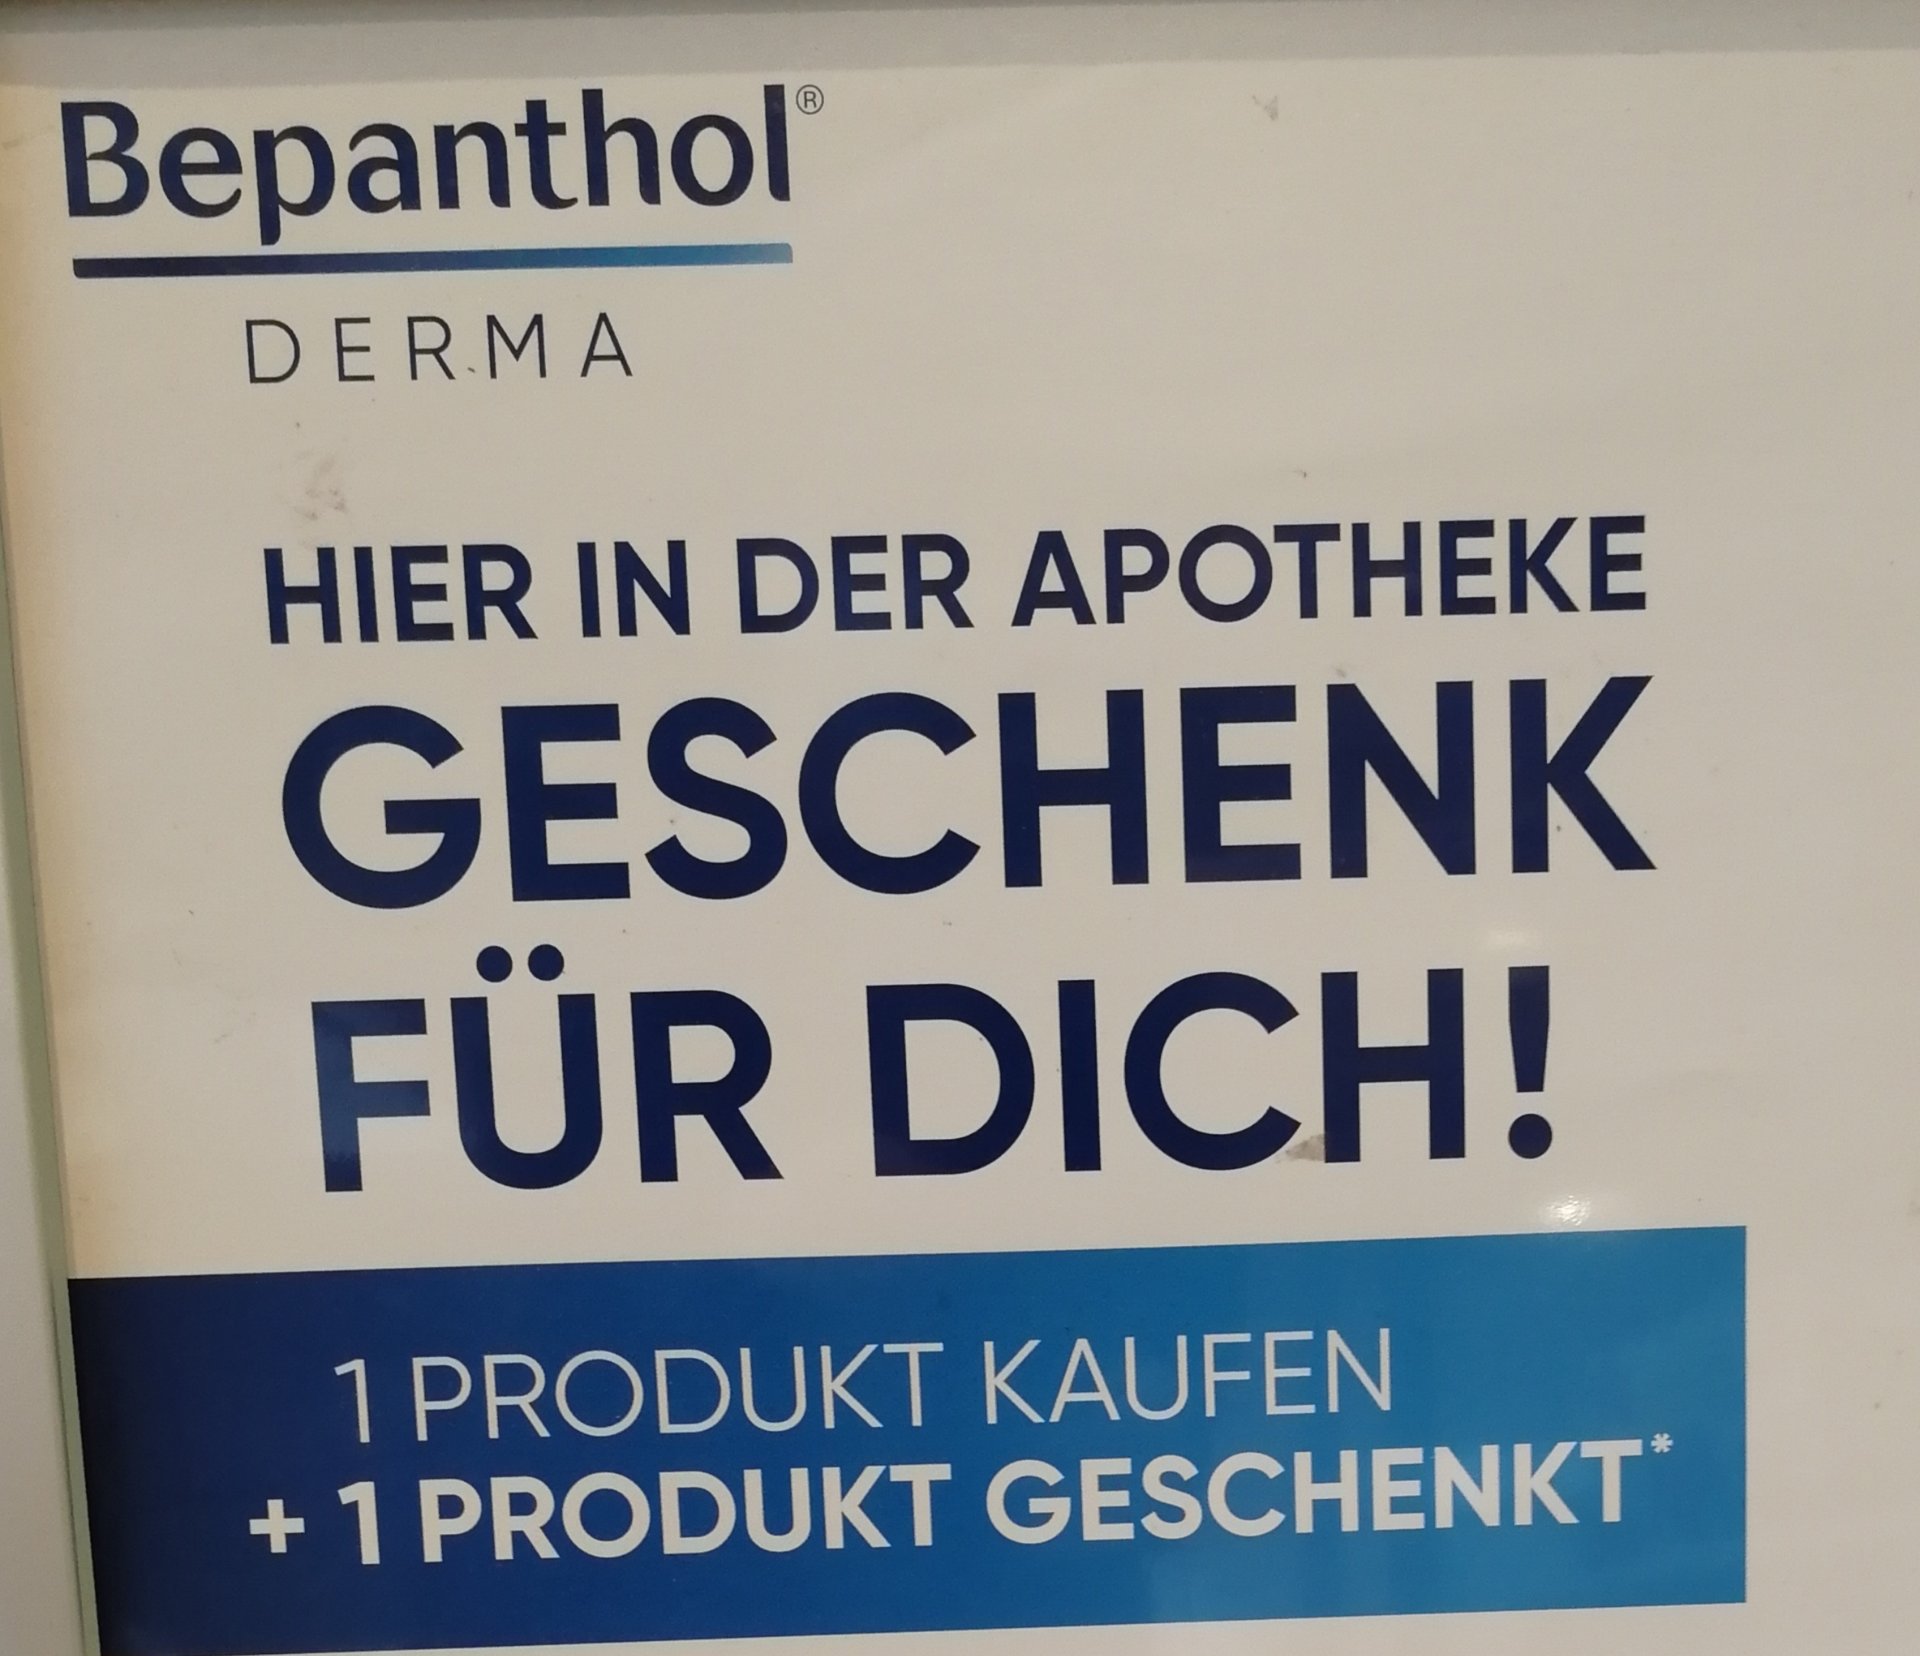 Bepanthol®
DERMA
HIER IN DER APOTHEKE
GESCHENK
FÜR DICH!
1 PRODUKT KAUFEN
+ 1 PRODUKT GESCHENKT*